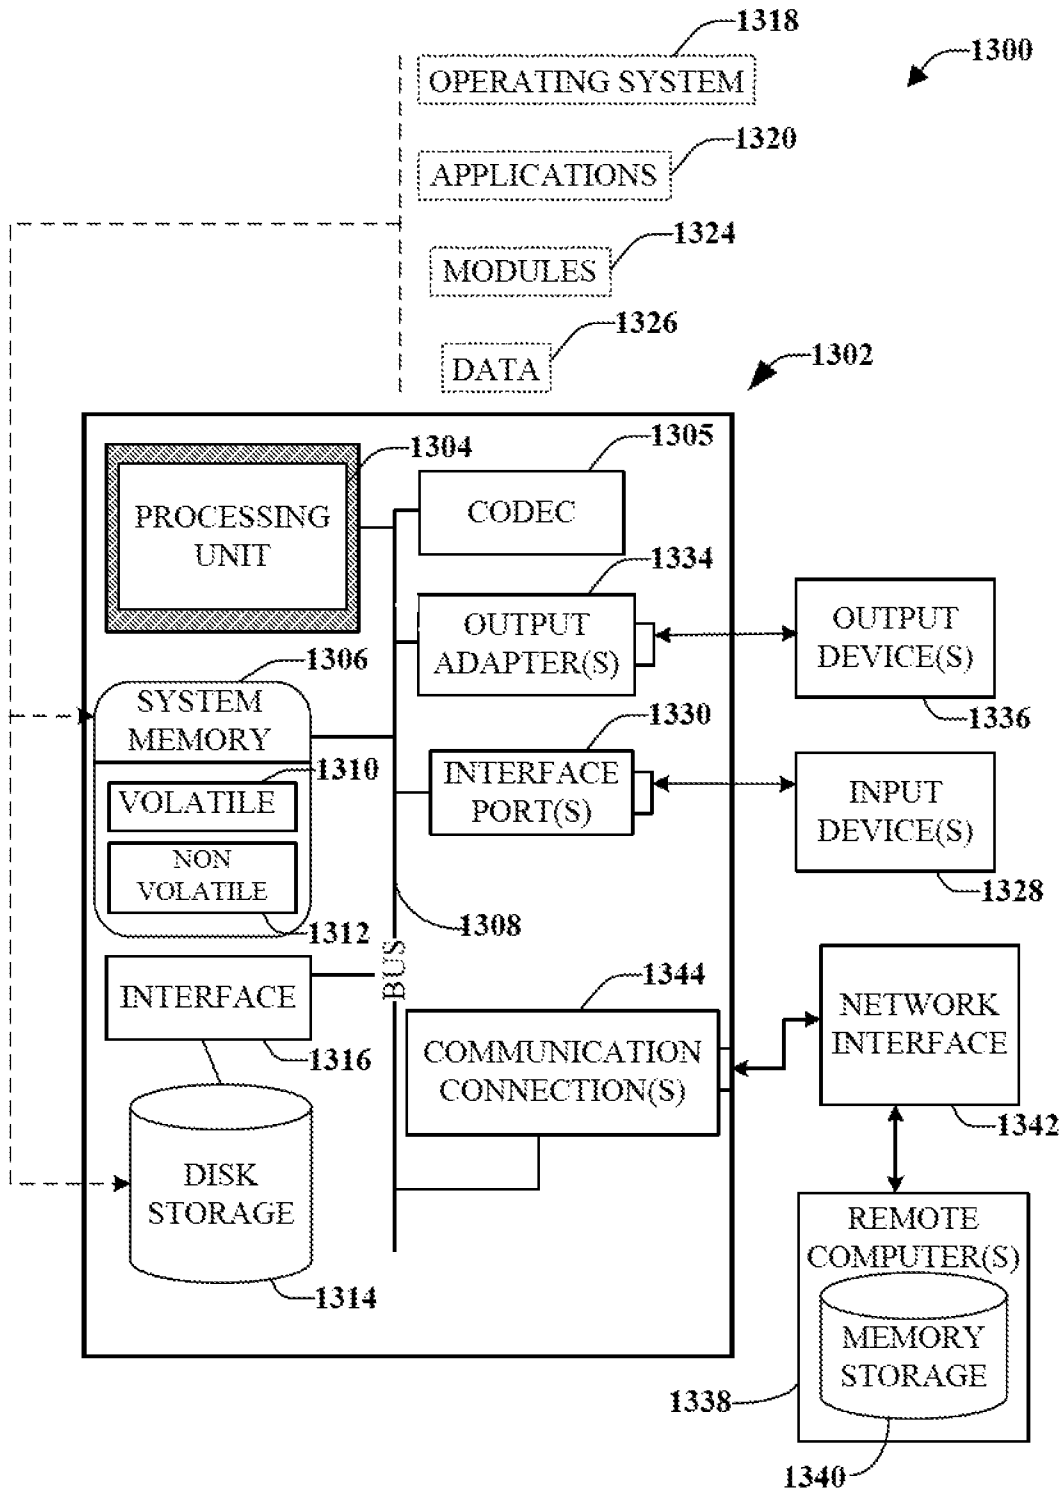 1318
1300
OPERATING SYSTEM
1320
APPLICATIONS
1324
MODULES
1326
DATA
1302
1304
1305
PROCESSING
UNIT
CODEC
1334
OUTPUT
ADAPTER(S)
OUTPUT
DEVICE(S)
1336
1306
SYSTEM
MEMORY
1310
VOLATILE
NON
VOLATILE
1312
1330
INTERFACE
PORT(S)
INPUT
DEVICE(S)
1328
1308
BUS
INTERFACE
1316
1344
COMMUNICATION
CONNECTION(S)
NETWORK
INTERFACE
1342
DISK
STORAGE
1314
REMOTE
COMPUTER(S)
MEMORY
STORAGE
1338
1340